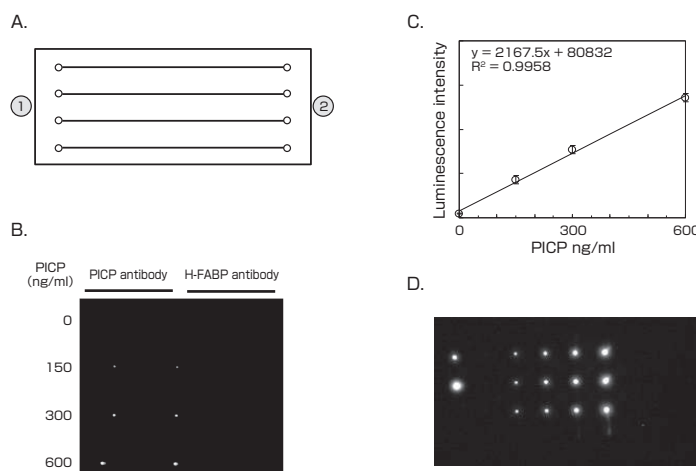 A.
1
2
B.
PICP
(ng/ml)
PICP antibody
H-FABP antibody
0
150
300
600
C.
y = 2167.5x + 80832
R² = 0.9958
Luminescence intensity
0
300
600
PICP ng/ml
D.